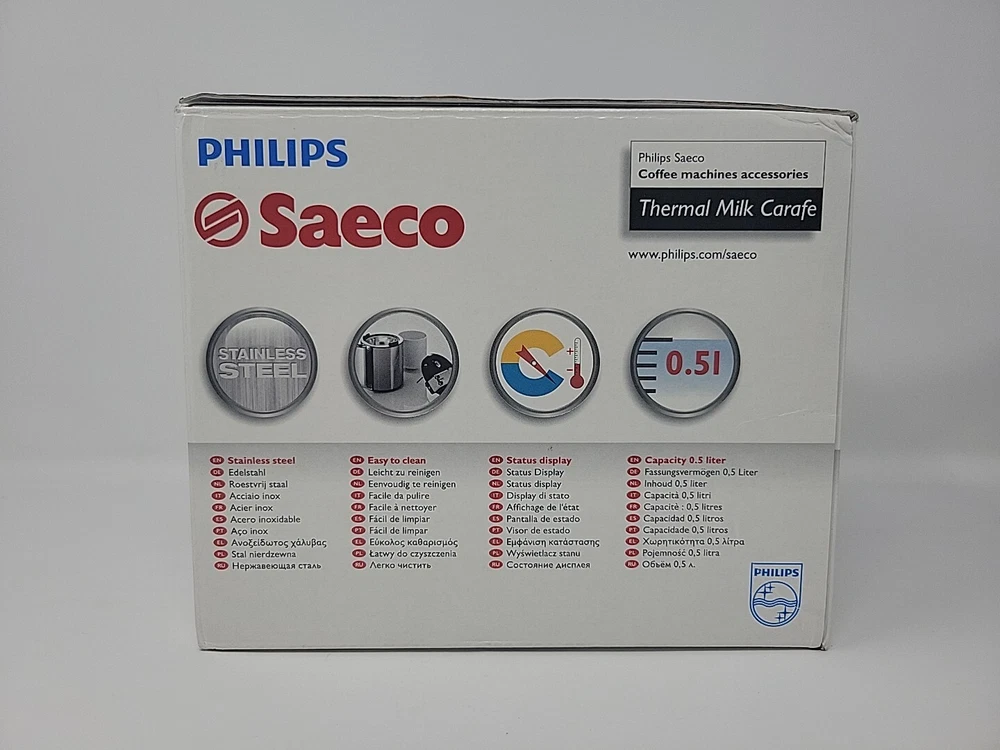 PHILIPS
Saeco
Philips Saeco
Coffee machines accessories
Thermal Milk Carafe
www.philips.com/saeco
STAINLESS
STEEL
+
-
0.5l
EN Stainless steel
DE Edelstahl
NL Roestvrij staal
IT Acciaio inox
FR Acier inox
ES Acero inoxidable
PT Aço inox
EL Ανοξείδωτος χάλυβας
PL Stal nierdzewna
RU Нержавеющая сталь
EN Easy to clean
DE Leicht zu reinigen
NL Eenvoudig te reinigen
IT Facile da pulire
FR Facile à nettoyer
ES Fácil de limpiar
PT Fácil de limpar
EL Εύκολος καθαρισμός
PL Łatwy do czyszczenia
RU Легко чистить
EN Status display
DE Status Display
NL Status display
IT Display di stato
FR Affichage de l'état
ES Pantalla de estado
PT Visor de estado
EL Εμφάνιση κατάστασης
PL Wyświetlacz stanu
RU Состояние дисплея
EN Capacity 0.5 liter
DE Fassungsvermögen 0,5 Liter
NL Inhoud 0,5 liter
IT Capacità 0,5 litri
FR Capacité : 0,5 litres
ES Capacidad 0,5 litros
PT Capacidade 0,5 litros
EL Χωρητικότητα 0,5 λίτρα
PL Pojemność 0,5 litra
RU Объём 0,5 л.
PHILIPS